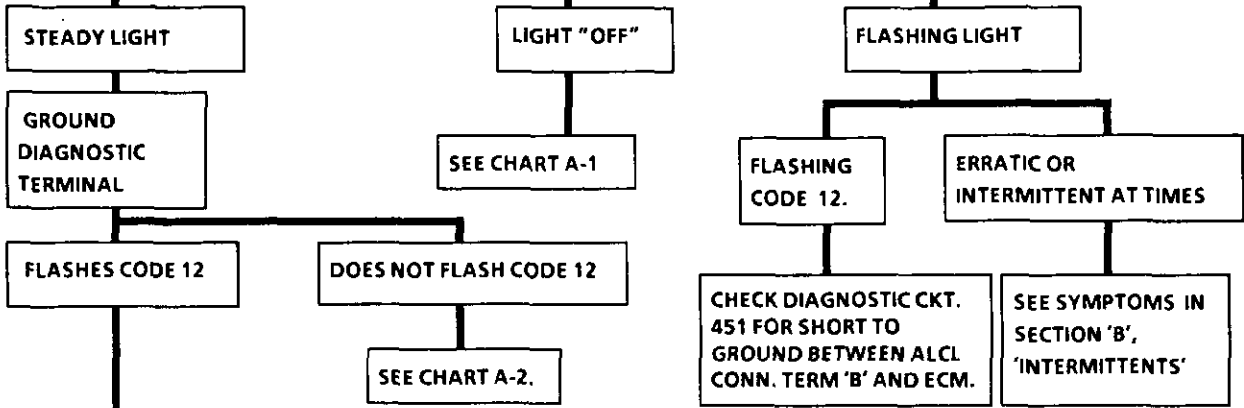 STEADY LIGHT
LIGHT "OFF"
FLASHING LIGHT
GROUND
DIAGNOSTIC
TERMINAL
SEE CHART A-1
FLASHING
CODE 12.
ERRATIC OR
INTERMITTENT AT TIMES
FLASHES CODE 12
DOES NOT FLASH CODE 12
CHECK DIAGNOSTIC CKT.
451 FOR SHORT TO
GROUND BETWEEN ALCL
CONN. TERM 'B' AND ECM.
SEE SYMPTOMS IN
SECTION 'B',
'INTERMITTENTS'
SEE CHART A-2.